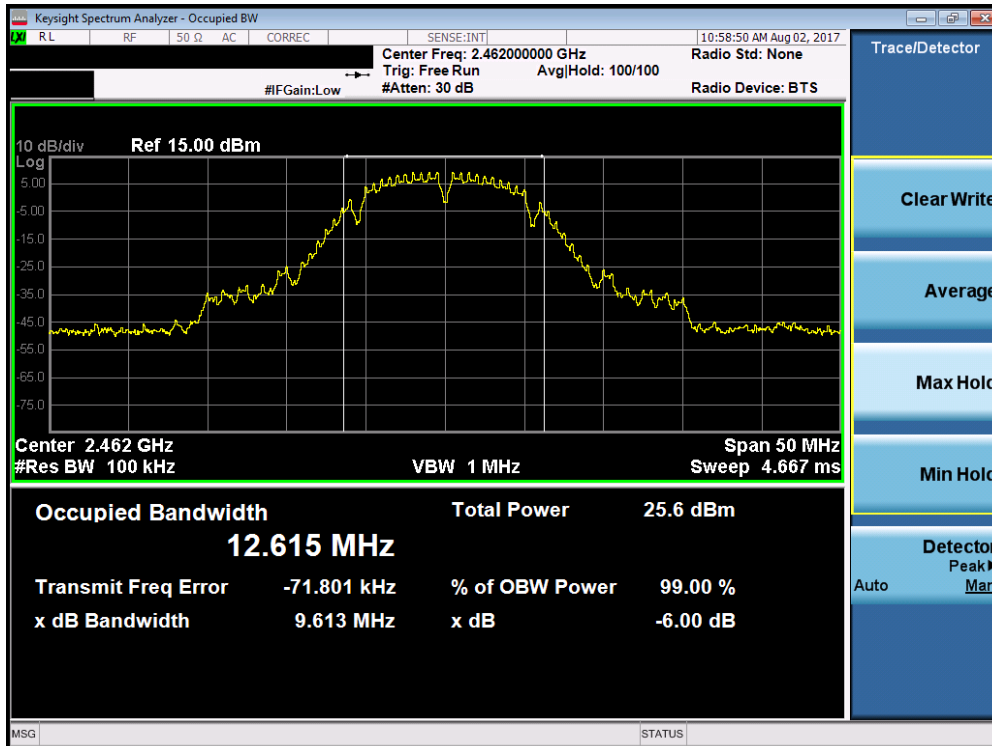 Keysight Spectrum Analyzer - Occupied BW
LXI RL RF 50 Ω AC CORREC SENSE:INT 10:58:50 AM Aug 02, 2017
Center Freq: 2.462000000 GHz Radio Std: None
Trig: Free Run Avg|Hold: 100/100
#IFGain:Low #Atten: 30 dB Radio Device: BTS
10 dB/div Ref 15.00 dBm
Log
5.00
-5.00
-15.0
-25.0
-35.0
-45.0
-55.0
-65.0
-75.0
Center 2.462 GHz Span 50 MHz
#Res BW 100 kHz VBW 1 MHz Sweep 4.667 ms
Occupied Bandwidth Total Power 25.6 dBm
12.615 MHz
Transmit Freq Error -71.801 kHz % of OBW Power 99.00 %
x dB Bandwidth 9.613 MHz x dB -6.00 dB
MSG STATUS
Trace/Detector
Clear Write
Average
Max Hold
Min Hold
Detector
Peak
Auto Man